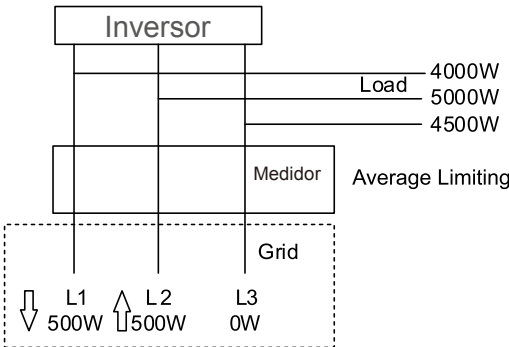 Inversor
4000W
Load
5000W
4500W
Medidor
Average Limiting
Grid
L1 L2 L3
500W 500W 0W